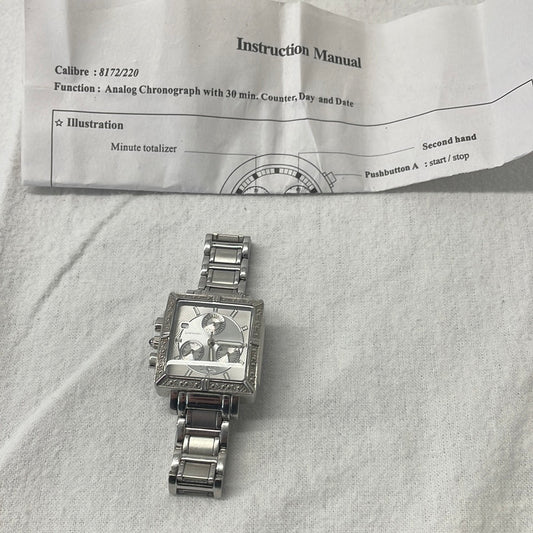 Instruction Manual
Calibre : 8172/220
Function : Analog Chronograph with 30 min. Counter, Day and Date
☆ Illustration
Minute totalizer
Second hand
Pushbutton A : start / stop